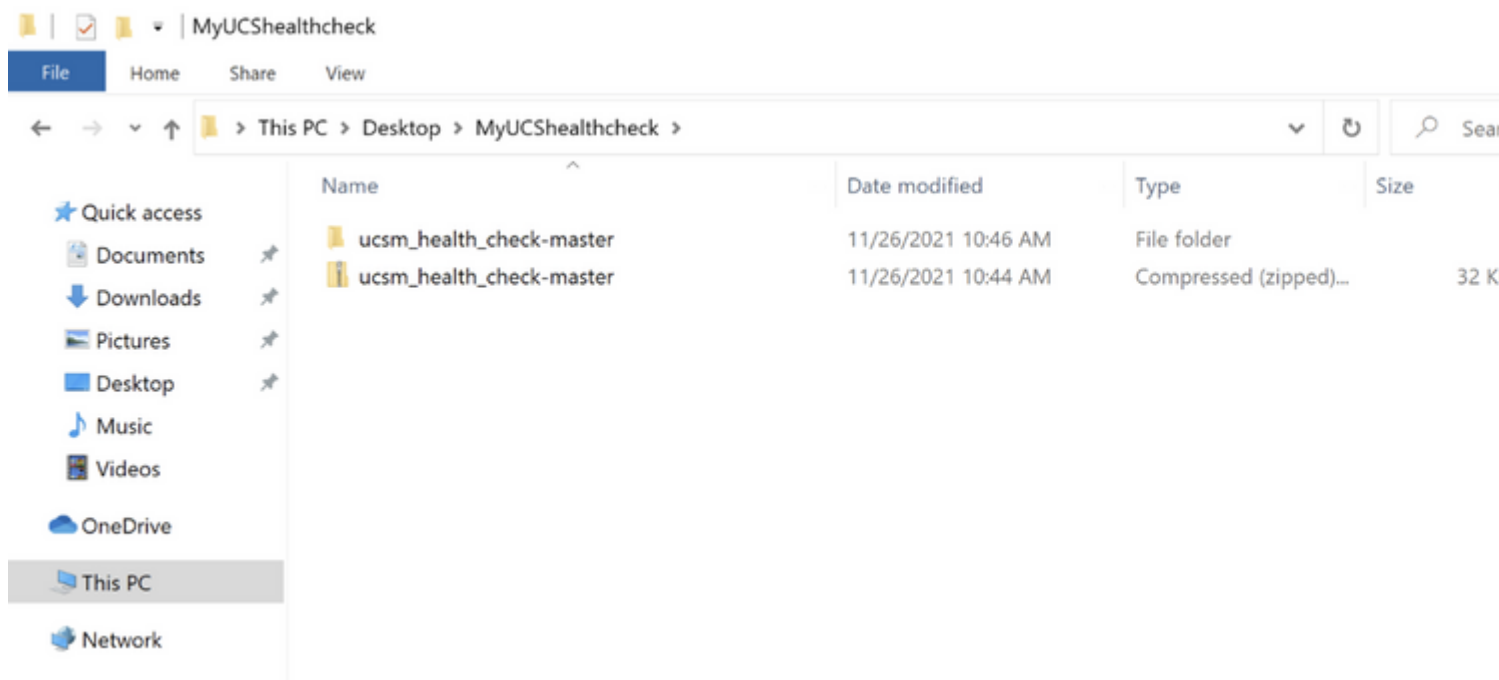 MyUCShealthcheck
File Home Share View
This PC > Desktop > MyUCShealthcheck >
Name Date modified Type Size
Quick access
ucsm_health_check-master 11/26/2021 10:46 AM File folder
Documents
ucsm_health_check-master 11/26/2021 10:44 AM Compressed (zipped)... 32 K
Downloads
Pictures
Desktop
Music
Videos
OneDrive
This PC
Network